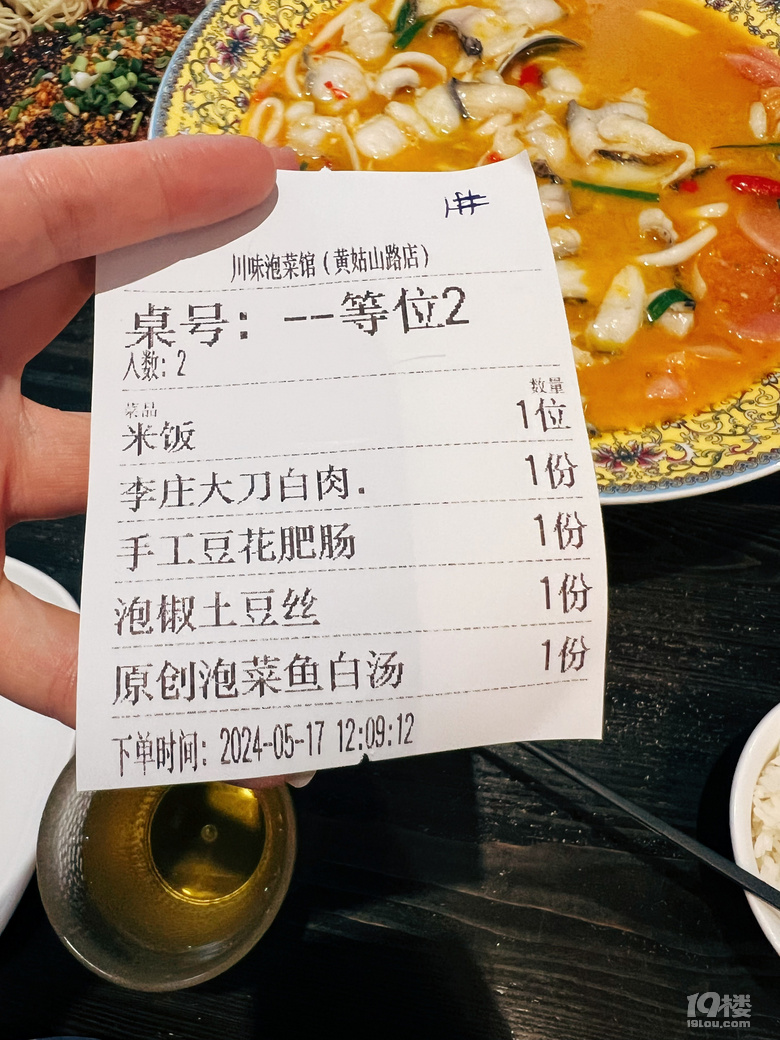 川味泡菜馆(黄姑山路店)
桌号: --等位2
人数: 2
菜品 数量
米饭 1位
李庄大刀白肉. 1份
手工豆花肥肠 1份
泡椒土豆丝 1份
原创泡菜鱼白汤 1份
下单时间: 2024-05-17 12:09:12
19楼
19lou.com